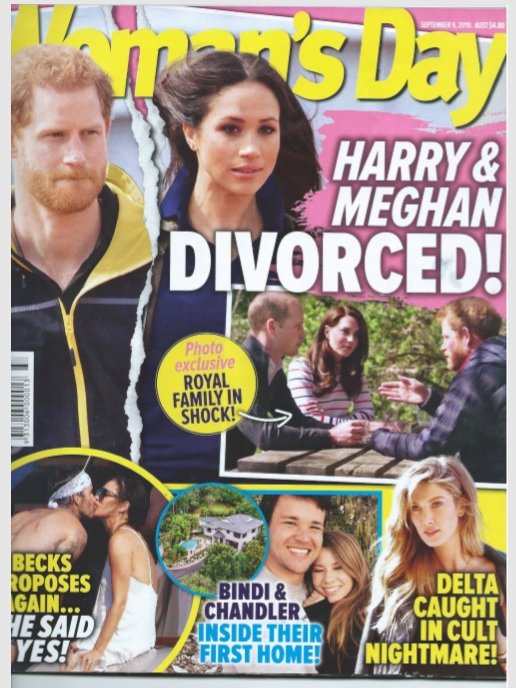 Woman's Day
SEPTEMBER 9, 2019. AUST $4.80
HARRY &
MEGHAN
DIVORCED!
Photo
exclusive
ROYAL
FAMILY IN
SHOCK!
BECKS
ROPOSES
AGAIN...
HE SAID
YES!
BINDI &
CHANDLER
INSIDE THEIR
FIRST HOME!
DELTA
CAUGHT
IN CULT
NIGHTMARE!